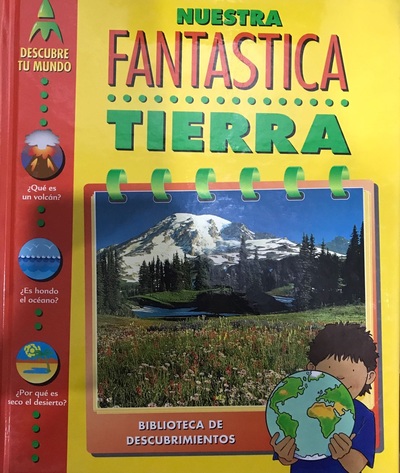 DESCUBRE
TU MUNDO
NUESTRA
FANTASTICA
TIERRA
¿Qué es
un volcán?
¿Es hondo
el océano?
¿Por qué es
seco el desierto?
BIBLIOTECA DE
DESCUBRIMIENTOS